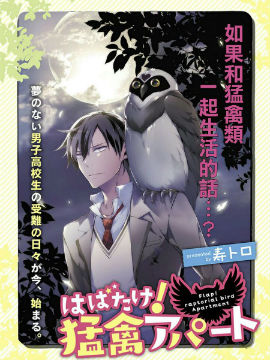 如果和猛禽類
一起生活的話…？
夢のない男子高校生の受難の日々が今、始まる。
presented by 寿トロ
はばたけ！
Flap! raptorial bird Apartment
猛禽アパート